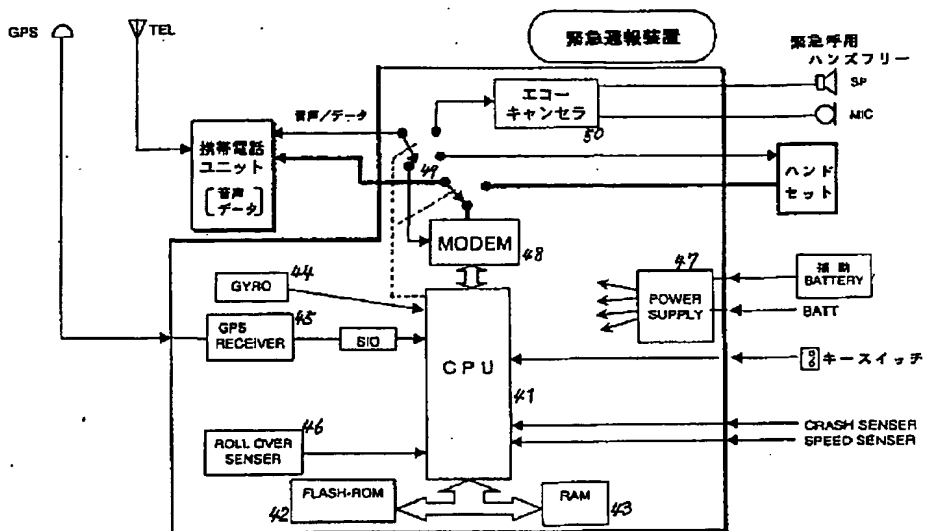 GPS
TEL
緊急通報装置
緊急呼用
ハンズフリー
SP
MIC
エコー
キャンセラ
50
音声/データ
携帯電話
ユニット
音声
データ
49
ハンド
セット
MODEM
48
44
GYRO
45
GPS
RECEIVER
SIO
CPU
41
47
POWER
SUPPLY
補助
BATTERY
BATT
キースイッチ
46
ROLL OVER
SENSER
CRASH SENSER
SPEED SENSER
FLASH-ROM
42
RAM
43